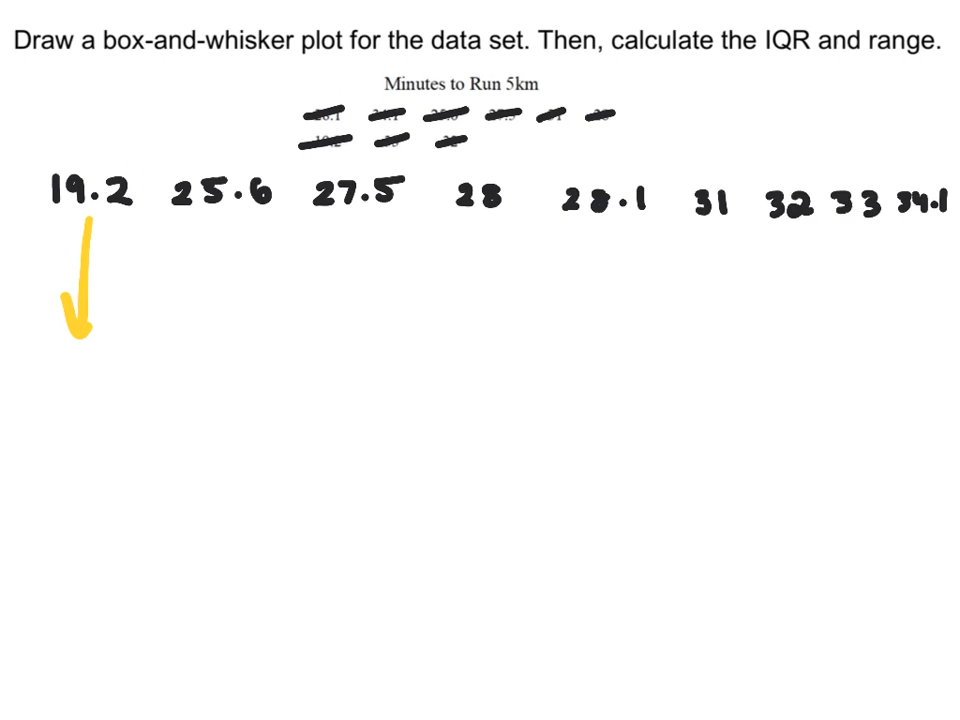 Draw a box-and-whisker plot for the data set. Then, calculate the IQR and range.
Minutes to Run 5km
19.2 25.6 27.5 28 28.1 31 32 33 34.1